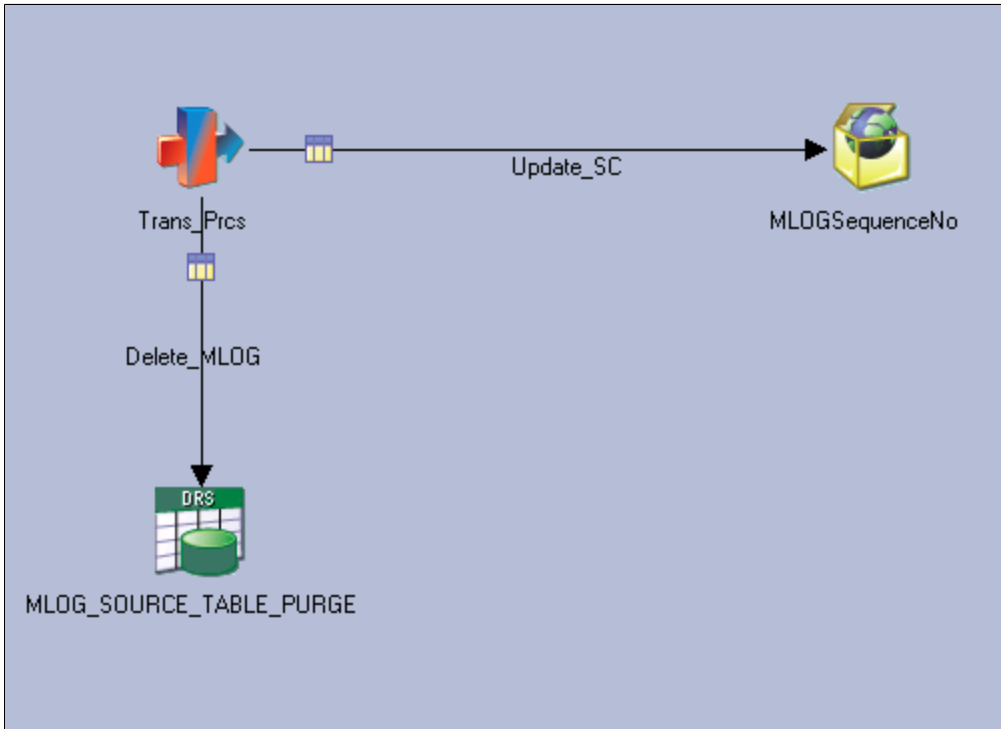 Update_SC
Trans_Prcs
MLOGSequenceNo
Delete_MLOG
DRS
MLOG_SOURCE_TABLE_PURGE